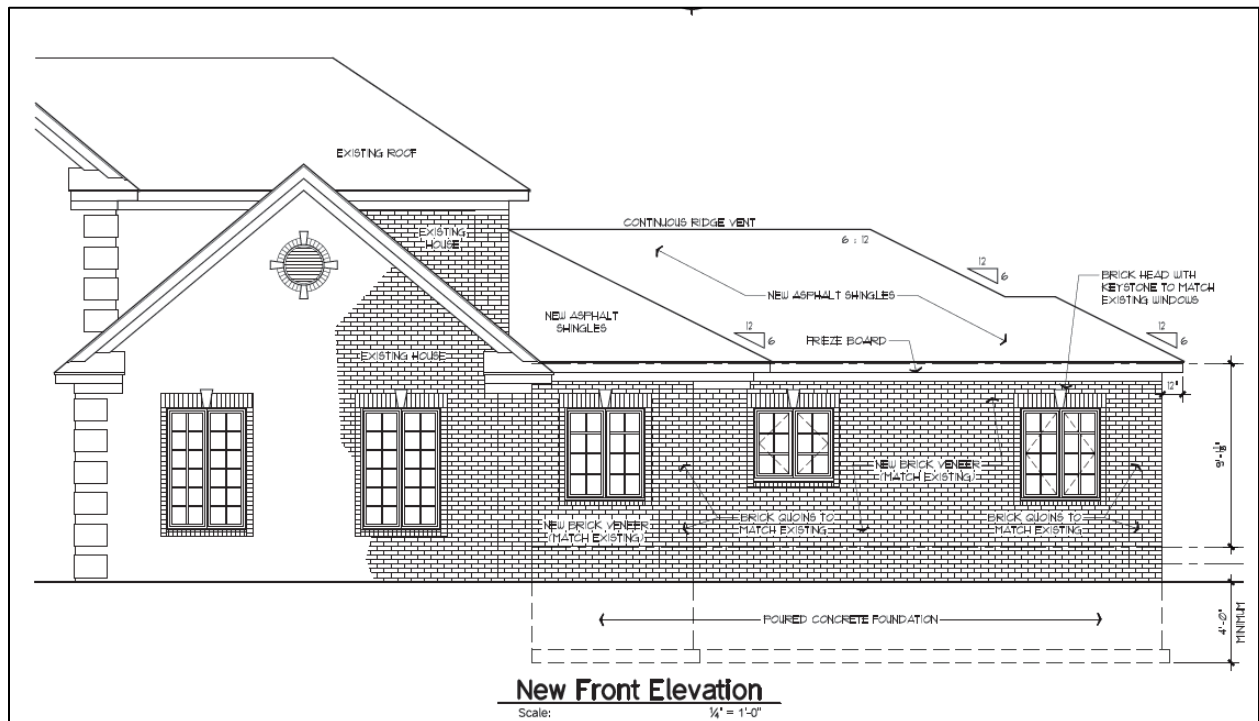 EXISTING ROOF
CONTINUOUS RIDGE VENT
EXISTING
HOUSE
6 : 12
12
6
BRICK HEAD WITH
KEYSTONE TO MATCH
EXISTING WINDOWS
NEW ASPHALT SHINGLES
NEW ASPHALT
SHINGLES
12
6
FRIEZE BOARD
12
6
EXISTING HOUSE
12"
9'-1⅛"
NEW BRICK VENEER
(MATCH EXISTING)
BRICK QUOINS TO
MATCH EXISTING
BRICK QUOINS TO
MATCH EXISTING
NEW BRICK VENEER
(MATCH EXISTING)
POURED CONCRETE FOUNDATION
4'-0"
MINIMUM
New Front Elevation
Scale: ¼" = 1'-0"